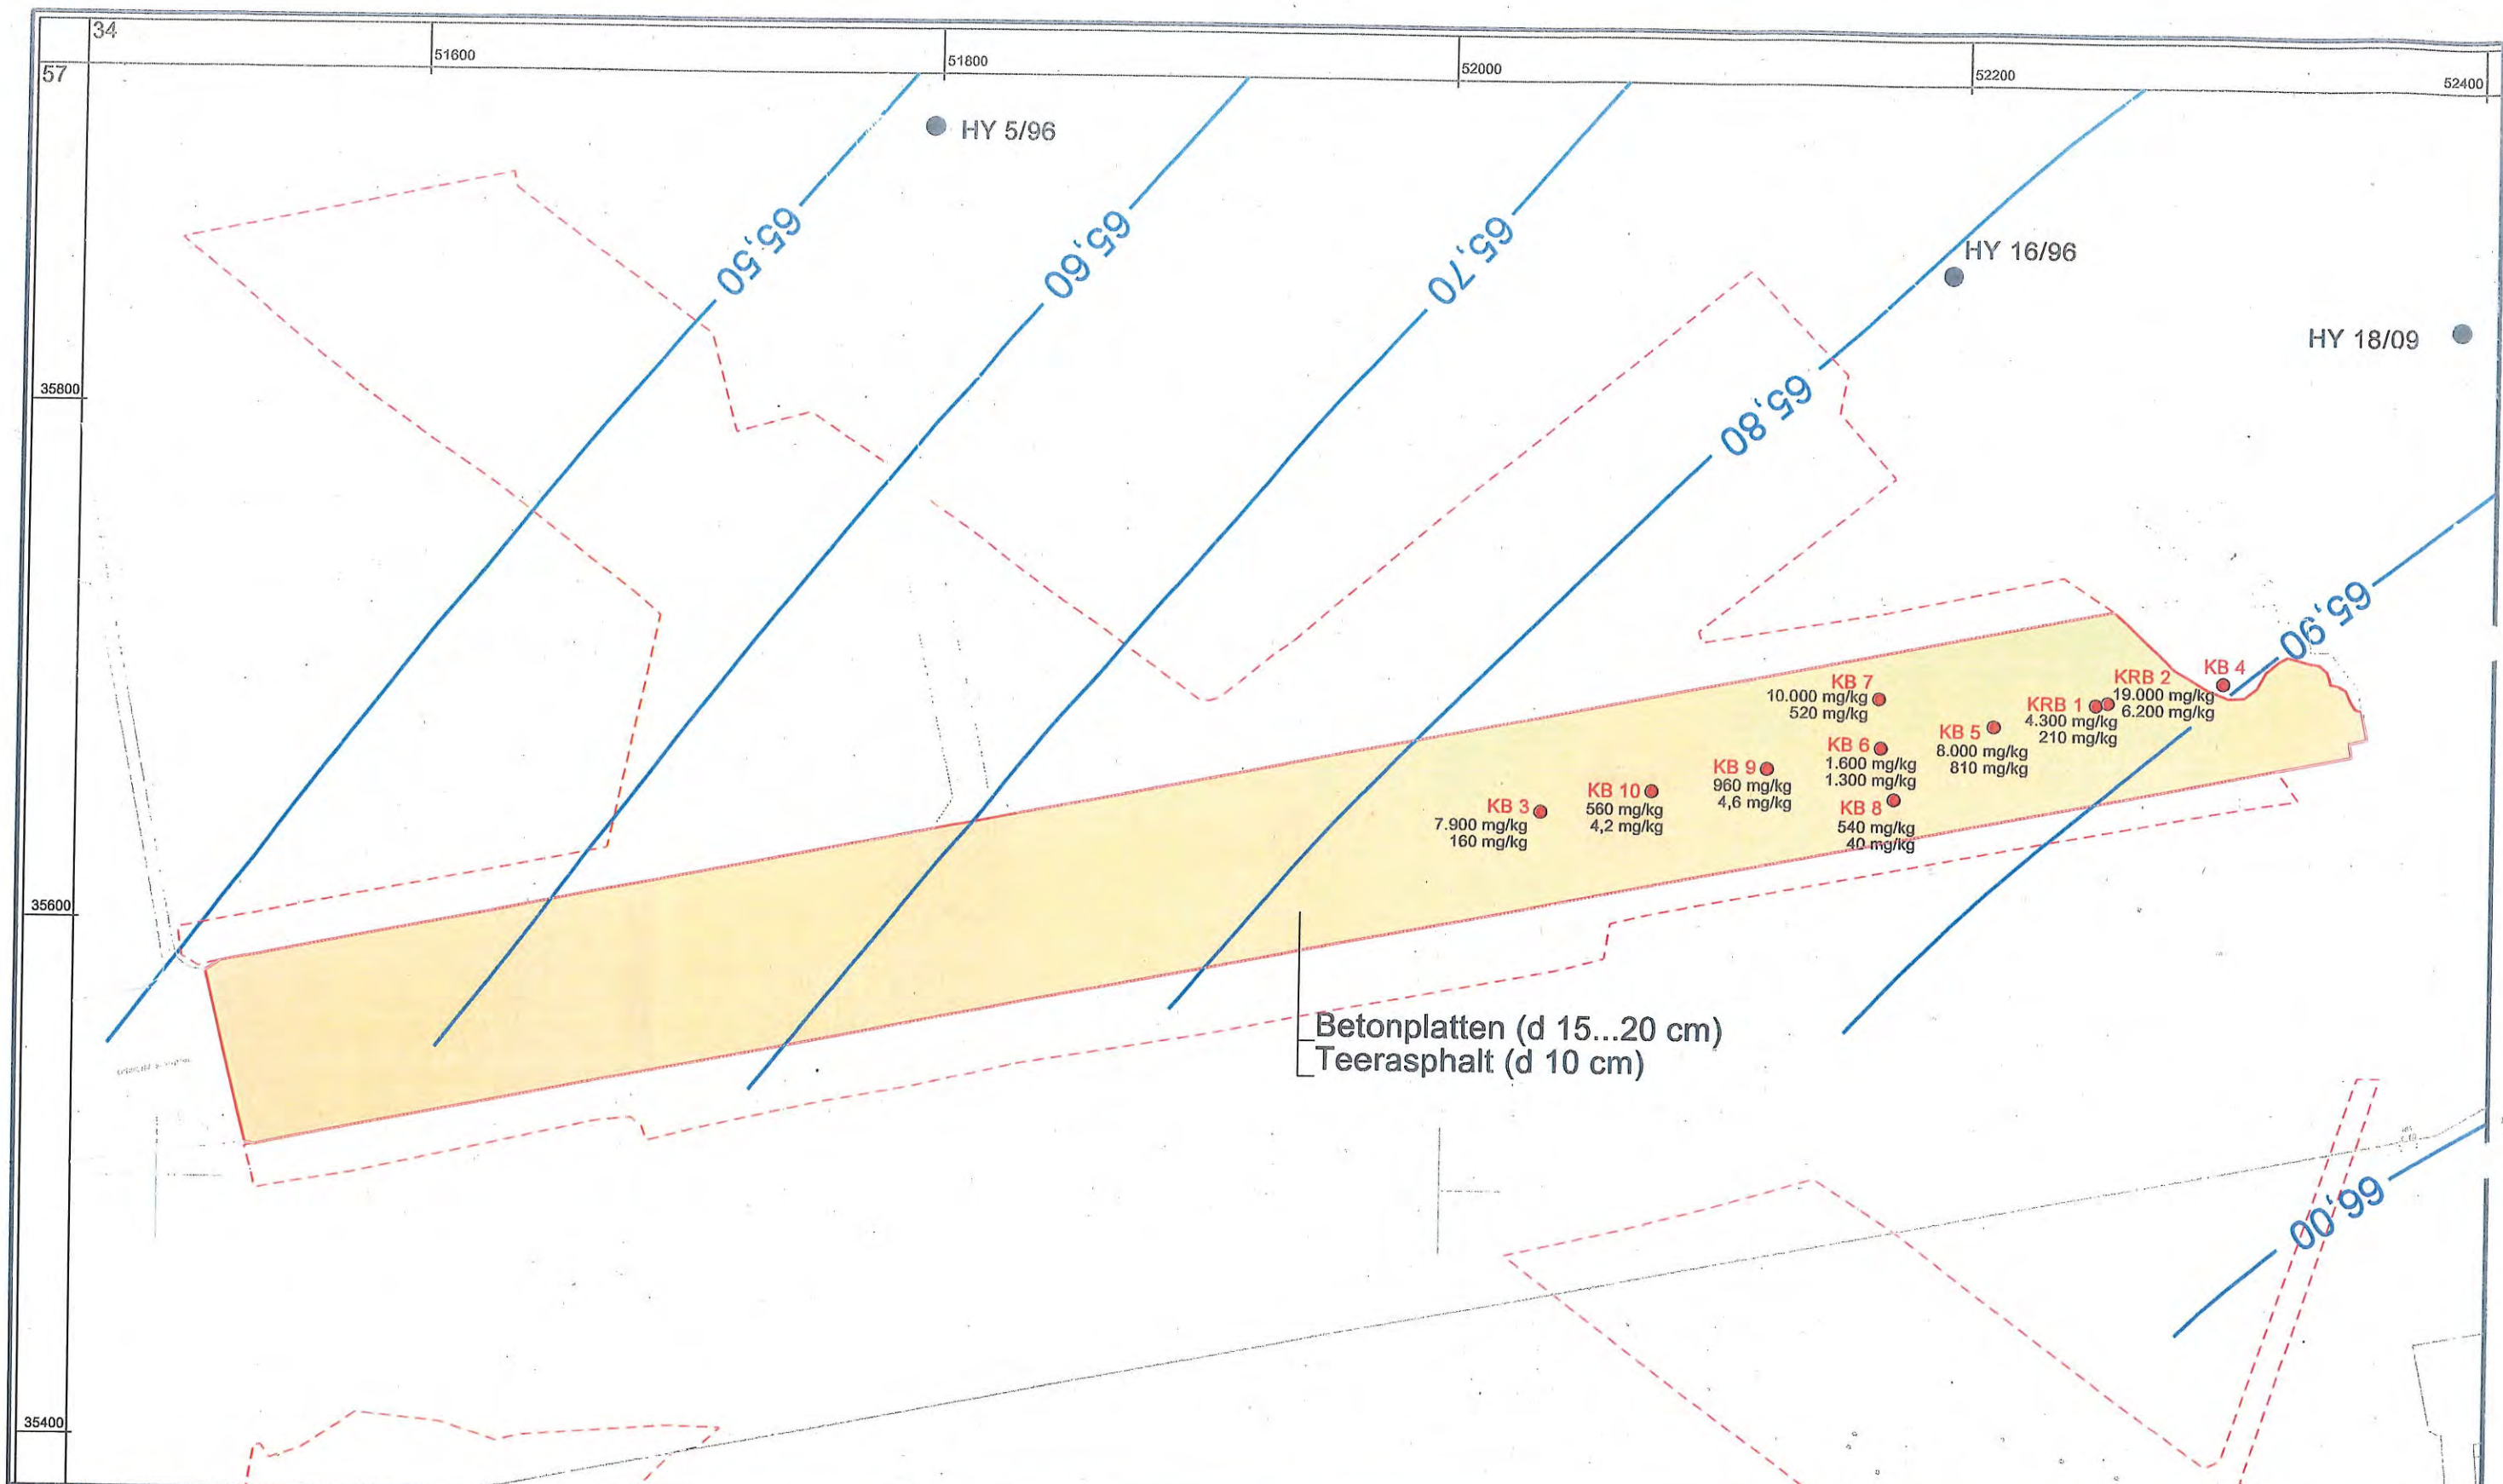 34
57
51600
51800
52000
52200
52400
HY 5/96
65,50
65,60
65,70
HY 16/96
HY 18/09
35800
65,80
65,90
KB 4
KRB 2
19.000 mg/kg
6.200 mg/kg
KRB 1
4.300 mg/kg
210 mg/kg
KB 7
10.000 mg/kg
520 mg/kg
KB 5
8.000 mg/kg
810 mg/kg
KB 6
1.600 mg/kg
1.300 mg/kg
KB 9
960 mg/kg
4,6 mg/kg
KB 10
560 mg/kg
4,2 mg/kg
KB 3
7.900 mg/kg
160 mg/kg
KB 8
540 mg/kg
40 mg/kg
35600
Betonplatten (d 15...20 cm)
Teerasphalt (d 10 cm)
66,00
35400